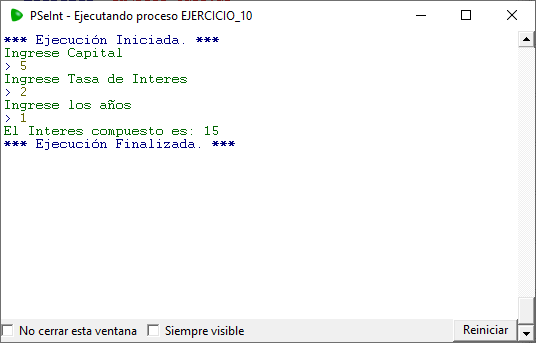 PSeInt - Ejecutando proceso EJERCICIO_10
*** Ejecución Iniciada. ***
Ingrese Capital
> 5
Ingrese Tasa de Interes
> 2
Ingrese los años
> 1
El Interes compuesto es: 15
*** Ejecución Finalizada. ***
No cerrar esta ventana Siempre visible Reiniciar